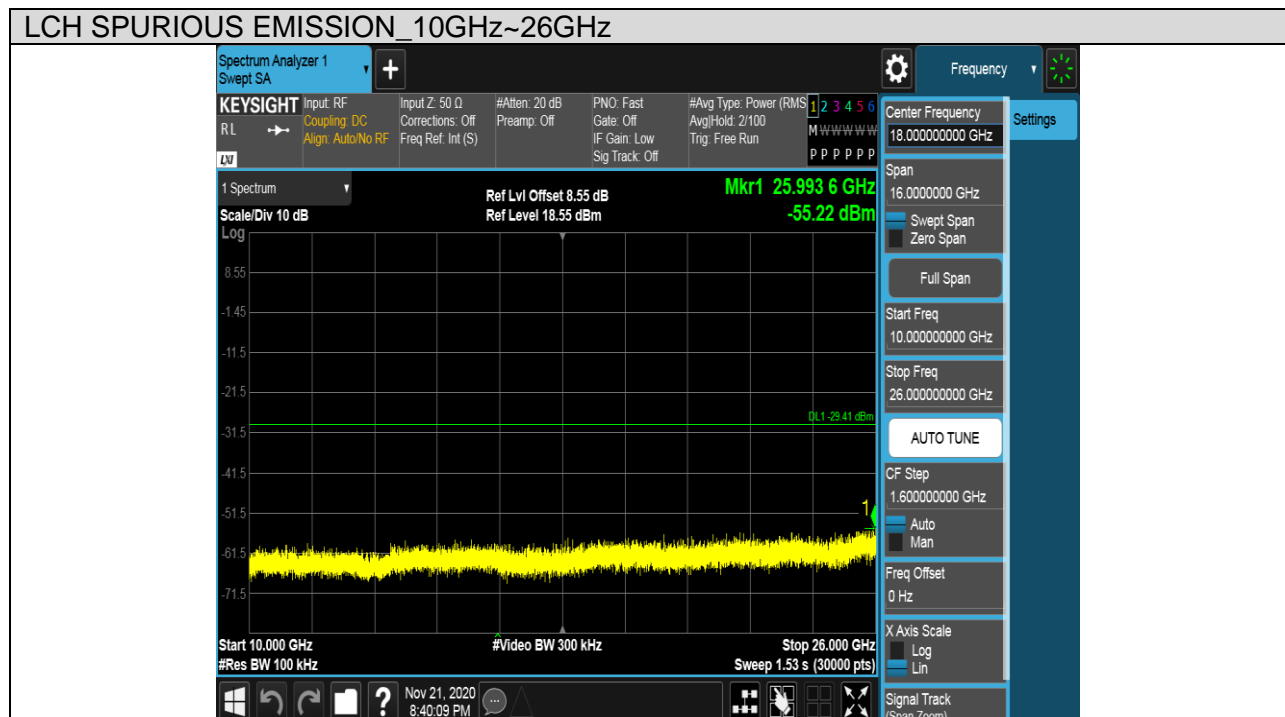 LCH SPURIOUS EMISSION_10GHz~26GHz
Spectrum Analyzer 1
Swept SA
+
Frequency
KEYSIGHT
RL
LXI
Input: RF
Coupling: DC
Align: Auto/No RF
Input Z: 50 Ω
Corrections: Off
Freq Ref: Int (S)
#Atten: 20 dB
Preamp: Off
PNO: Fast
Gate: Off
IF Gain: Low
Sig Track: Off
#Avg Type: Power (RMS
Avg|Hold: 2/100
Trig: Free Run
1 2 3 4 5 6
M W W W W W
P P P P P P
1 Spectrum
Scale/Div 10 dB
Ref Lvl Offset 8.55 dB
Ref Level 18.55 dBm
Mkr1 25.993 6 GHz
-55.22 dBm
Log
8.55
-1.45
-11.5
-21.5
-31.5
-41.5
-51.5
-61.5
-71.5
DL1 -29.41 dBm
1
Start 10.000 GHz
#Res BW 100 kHz
#Video BW 300 kHz
Stop 26.000 GHz
Sweep 1.53 s (30000 pts)
Nov 21, 2020
8:40:09 PM
?
Center Frequency
18.000000000 GHz
Settings
Span
16.0000000 GHz
Swept Span
Zero Span
Full Span
Start Freq
10.000000000 GHz
Stop Freq
26.000000000 GHz
AUTO TUNE
CF Step
1.600000000 GHz
Auto
Man
Freq Offset
0 Hz
X Axis Scale
Log
Lin
Signal Track
(Span Zoom)